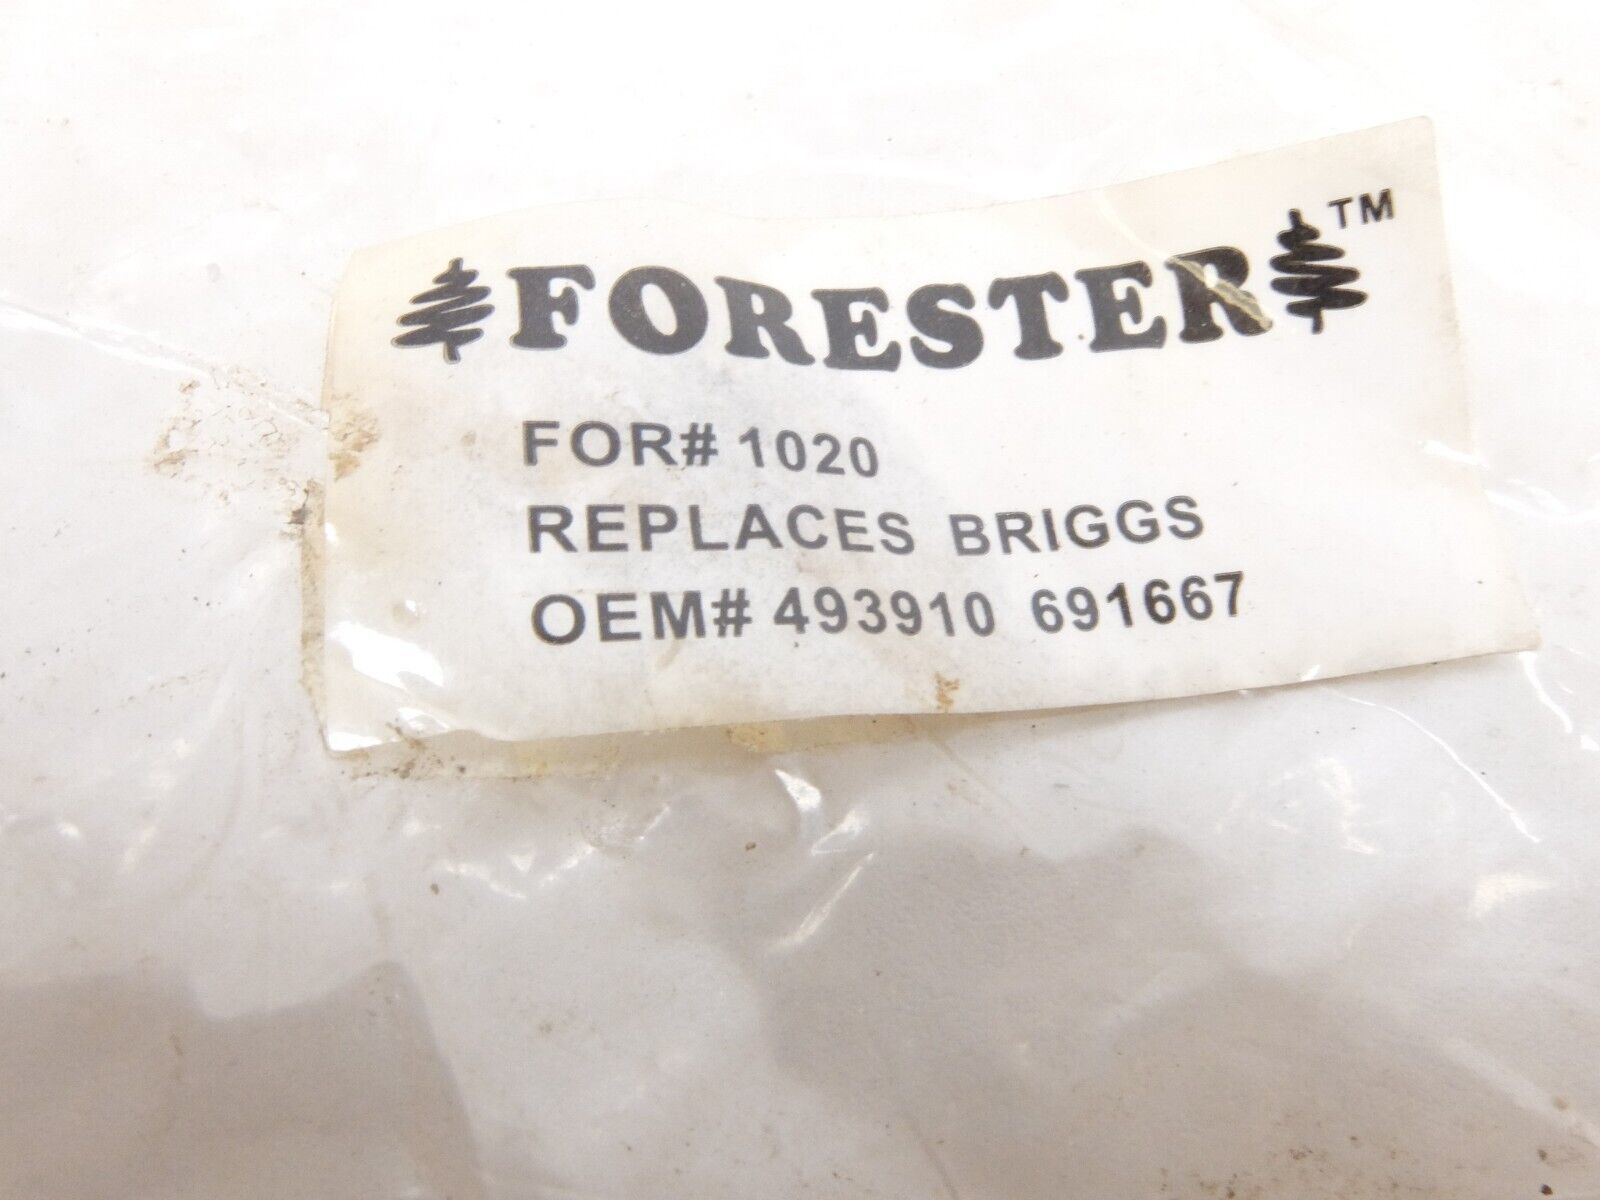 FORESTER™
FOR# 1020
REPLACES BRIGGS
OEM# 493910 691667